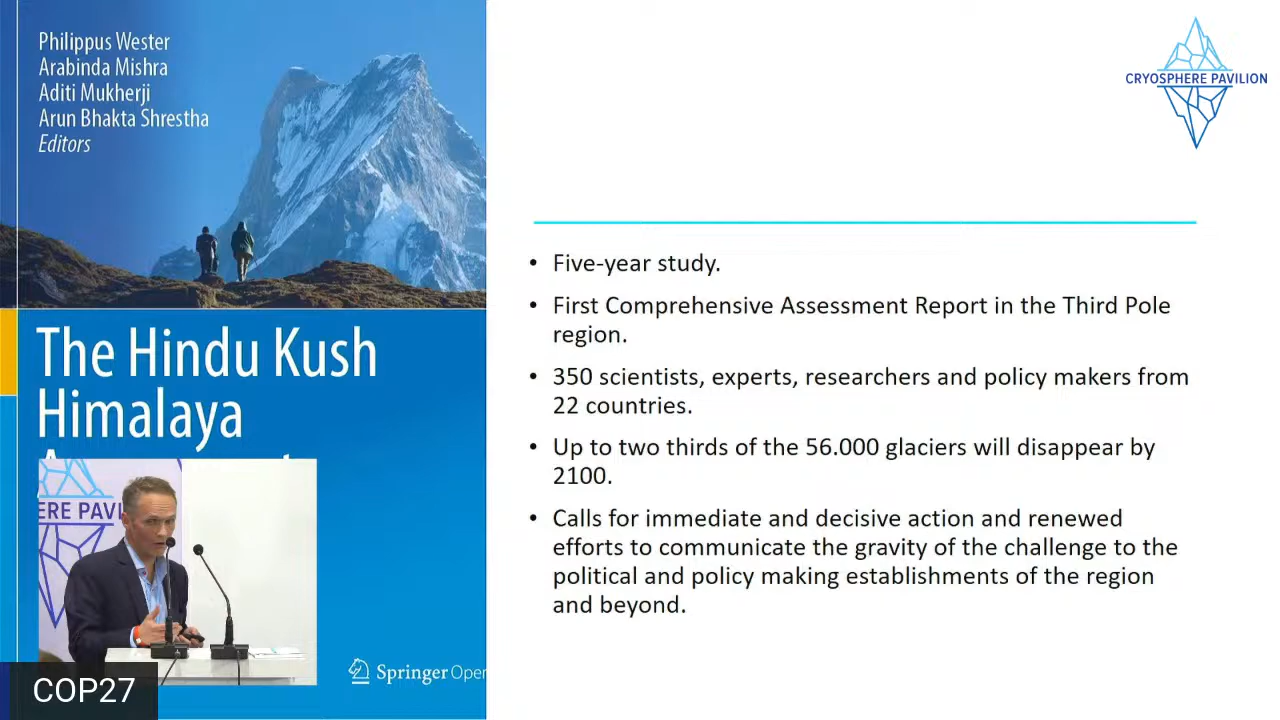 Philippus Wester
Arabinda Mishra
Aditi Mukherji
Arun Bhakta Shrestha
Editors
The Hindu Kush
Himalaya
ERE PAVI
Springer Open
COP27
CRYOSPHERE PAVILION
• Five-year study.
• First Comprehensive Assessment Report in the Third Pole
region.
• 350 scientists, experts, researchers and policy makers from
22 countries.
• Up to two thirds of the 56.000 glaciers will disappear by
2100.
• Calls for immediate and decisive action and renewed
efforts to communicate the gravity of the challenge to the
political and policy making establishments of the region
and beyond.